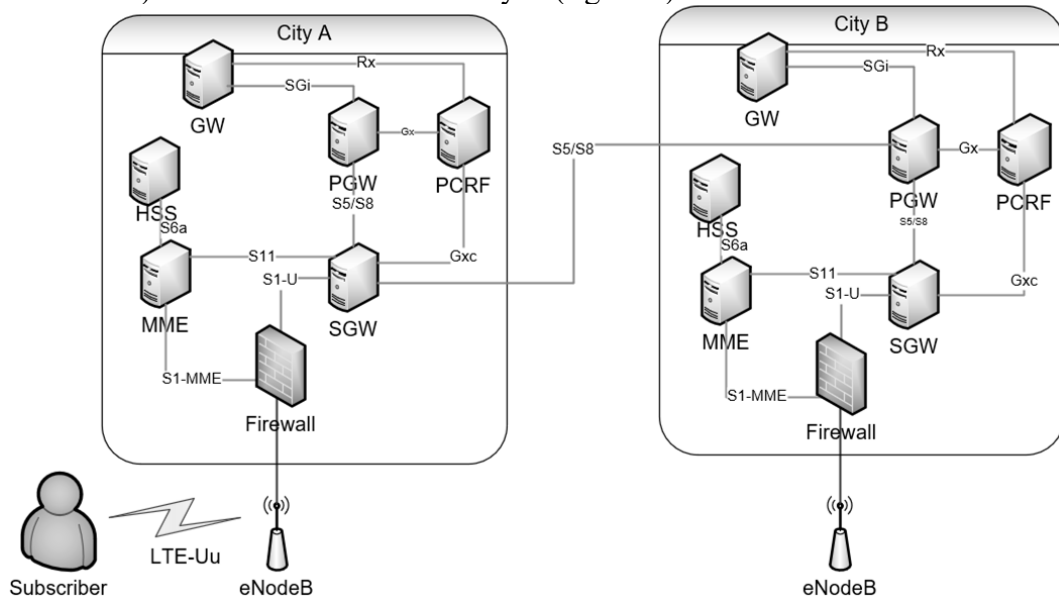 City A
City B
Rx
SGi
GW
Gx
PGW
PCRF
HSS
S5/S8
S6a
S11
Gxc
S1-U
MME
SGW
S1-MME
Firewall
S5/S8
Rx
SGi
GW
Gx
PGW
PCRF
HSS
S5/S8
S6a
S11
Gxc
S1-U
MME
SGW
S1-MME
Firewall
LTE-Uu
Subscriber
eNodeB
eNodeB